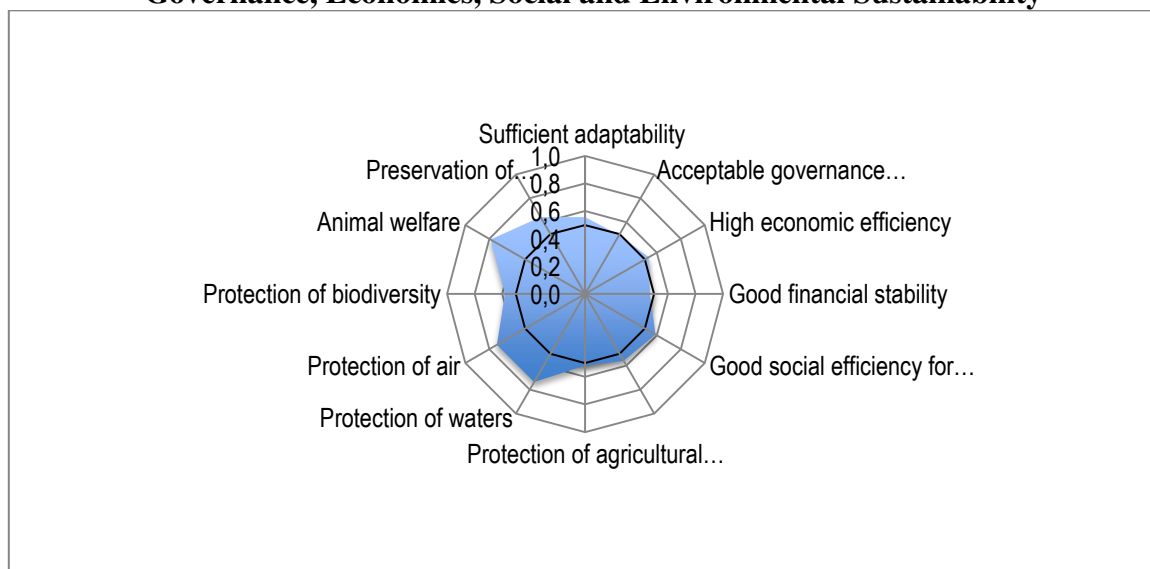 Governance, Economics, Social and Environmental Sustainability
Sufficient adaptability
1,0
Preservation of…
Acceptable governance…
0,8
Animal welfare
0,6
High economic efficiency
0,4
0,2
Protection of biodiversity
0,0
Good financial stability
Protection of air
Good social efficiency for…
Protection of waters
Protection of agricultural…